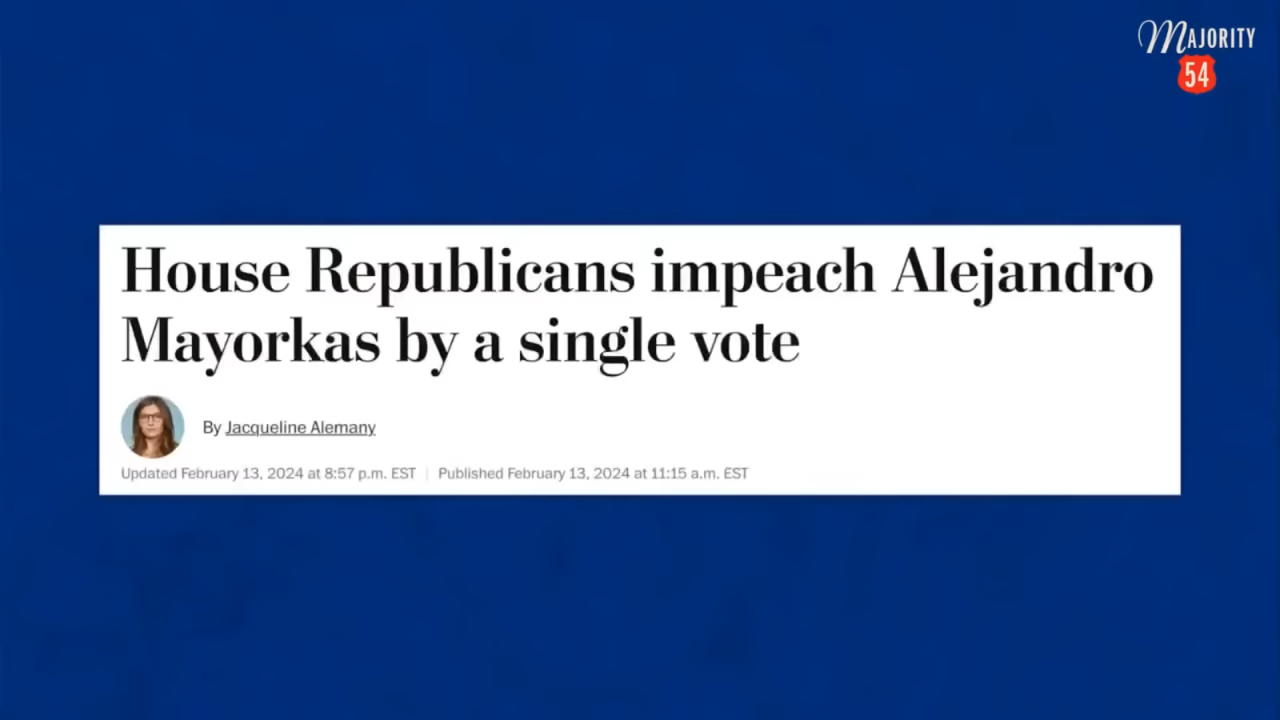 MAJORITY
54
House Republicans impeach Alejandro
Mayorkas by a single vote
By Jacqueline Alemany
Updated February 13, 2024 at 8:57 p.m. EST | Published February 13, 2024 at 11:15 a.m. EST